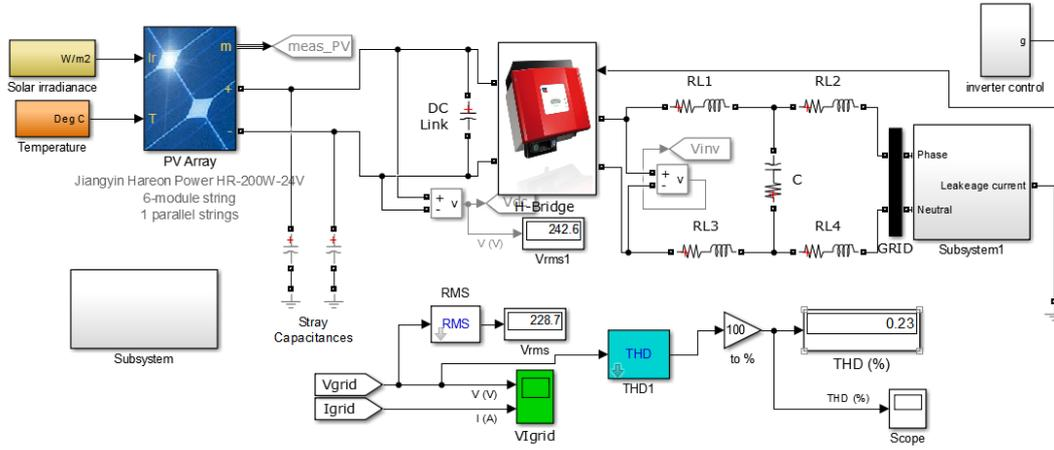 W/m2
Solar irradianace
Deg C
Temperature
Ir
T
m
+
-
PV Array
Jiangyin Hareon Power HR-200W-24V
6-module string
1 parallel strings
meas_PV
DC
Link
H-Bridge
+
-
v
Vdc
V (V)
242.6
Vrms1
RL1
RL2
Vinv
+
-
v
C
RL3
RL4
GRID
g
inverter control
Phase
Leakeage current
Neutral
Subsystem1
Subsystem
Stray
Capacitances
RMS
RMS
228.7
Vrms
Vgrid
Igrid
V (V)
I (A)
VIgrid
THD
THD1
100
to %
0.23
THD (%)
THD (%)
Scope